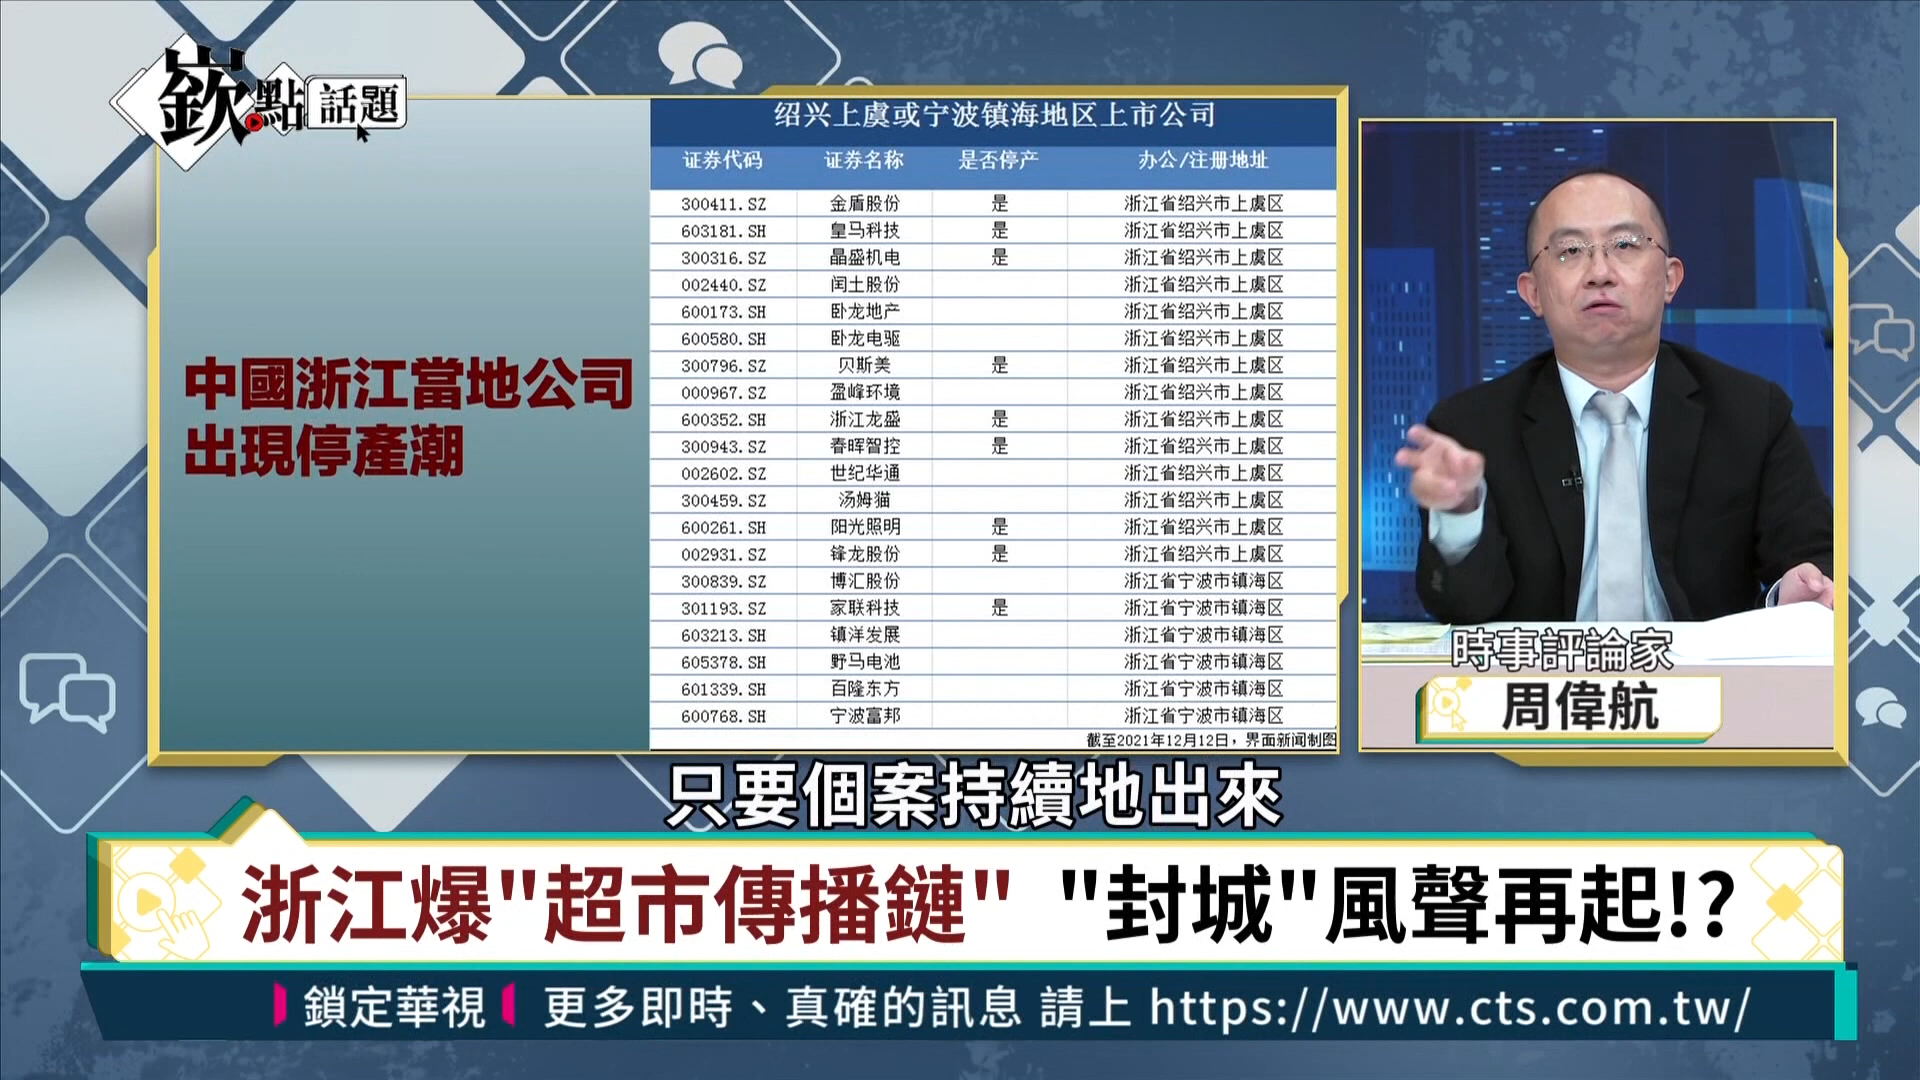 嶔點話題
中國浙江當地公司
出現停產潮
绍兴上虞或宁波镇海地区上市公司
证券代码 证券名称 是否停产 办公/注册地址
300411.SZ 金盾股份 是 浙江省绍兴市上虞区
603181.SH 皇马科技 是 浙江省绍兴市上虞区
300316.SZ 晶盛机电 是 浙江省绍兴市上虞区
002440.SZ 闰土股份 浙江省绍兴市上虞区
600173.SH 卧龙地产 浙江省绍兴市上虞区
600580.SH 卧龙电驱 浙江省绍兴市上虞区
300796.SZ 贝斯美 是 浙江省绍兴市上虞区
000967.SZ 盈峰环境 浙江省绍兴市上虞区
600352.SH 浙江龙盛 是 浙江省绍兴市上虞区
300943.SZ 春晖智控 是 浙江省绍兴市上虞区
002602.SZ 世纪华通 浙江省绍兴市上虞区
300459.SZ 汤姆猫 浙江省绍兴市上虞区
600261.SH 阳光照明 是 浙江省绍兴市上虞区
002931.SZ 锋龙股份 是 浙江省绍兴市上虞区
300839.SZ 博汇股份 浙江省宁波市镇海区
301193.SZ 家联科技 是 浙江省宁波市镇海区
603213.SH 镇洋发展 浙江省宁波市镇海区
605378.SH 野马电池 浙江省宁波市镇海区
601339.SH 百隆东方 浙江省宁波市镇海区
600768.SH 宁波富邦 浙江省宁波市镇海区
截至2021年12月12日，界面新闻制图
時事評論家
周偉航
只要個案持續地出來
浙江爆"超市傳播鏈" "封城"風聲再起!?
鎖定華視 更多即時、真確的訊息 請上 https://www.cts.com.tw/